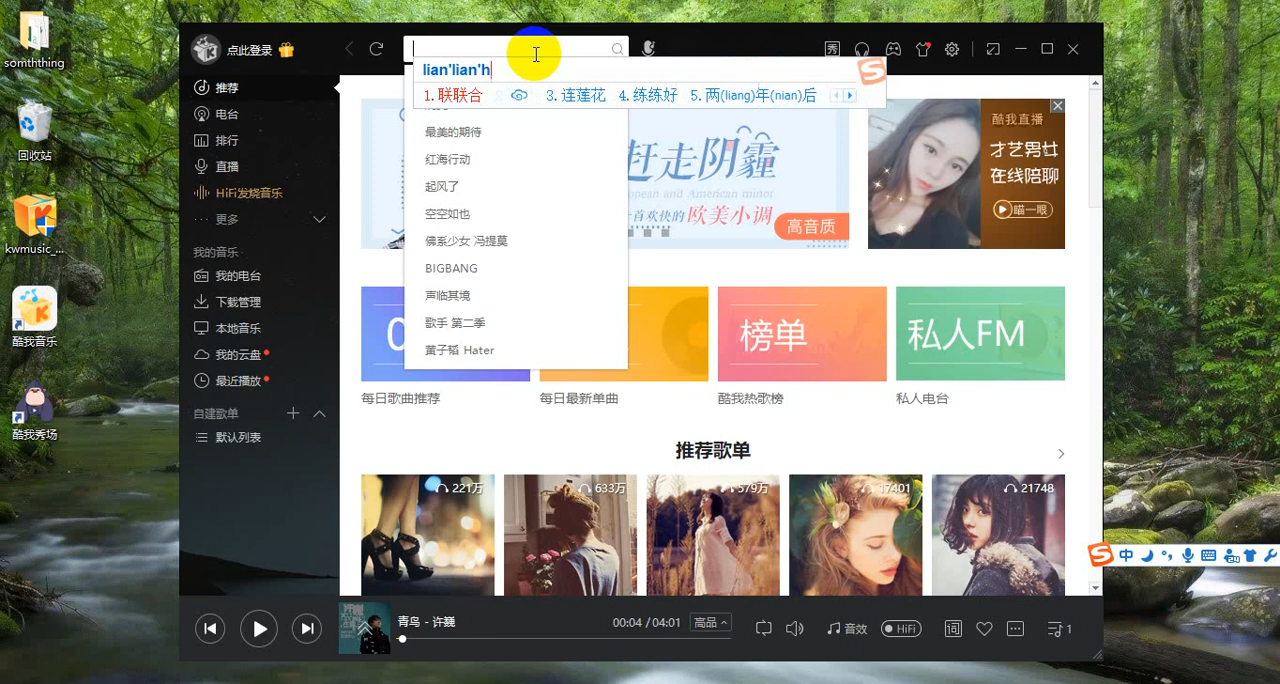 somthting
回收站
kwmusic_...
酷我音乐
酷我秀场
点此登录
推荐
电台
排行
直播
HiFi发烧音乐
更多
我的音乐
我的电台
下载管理
本地音乐
我的云盘
最近播放
自建歌单
默认列表
秀
lian'lian'h
1.联联合 3.连莲花 4.练练好 5.两(liang)年(nian)后
最美的期待
红海行动
起风了
空空如也
佛系少女 冯提莫
BIGBANG
声临其境
歌手 第二季
黄子韬 Hater
赶走阴霾
欧美小调
高音质
酷我直播
才艺男女
在线陪聊
瞄一眼
榜单
私人FM
每日歌曲推荐
每日最新单曲
酷我热歌榜
私人电台
推荐歌单
221万
633万
579万
17401
21748
中
青鸟 - 许巍
00:04 / 04:01
高品
音效
HiFi
词
1